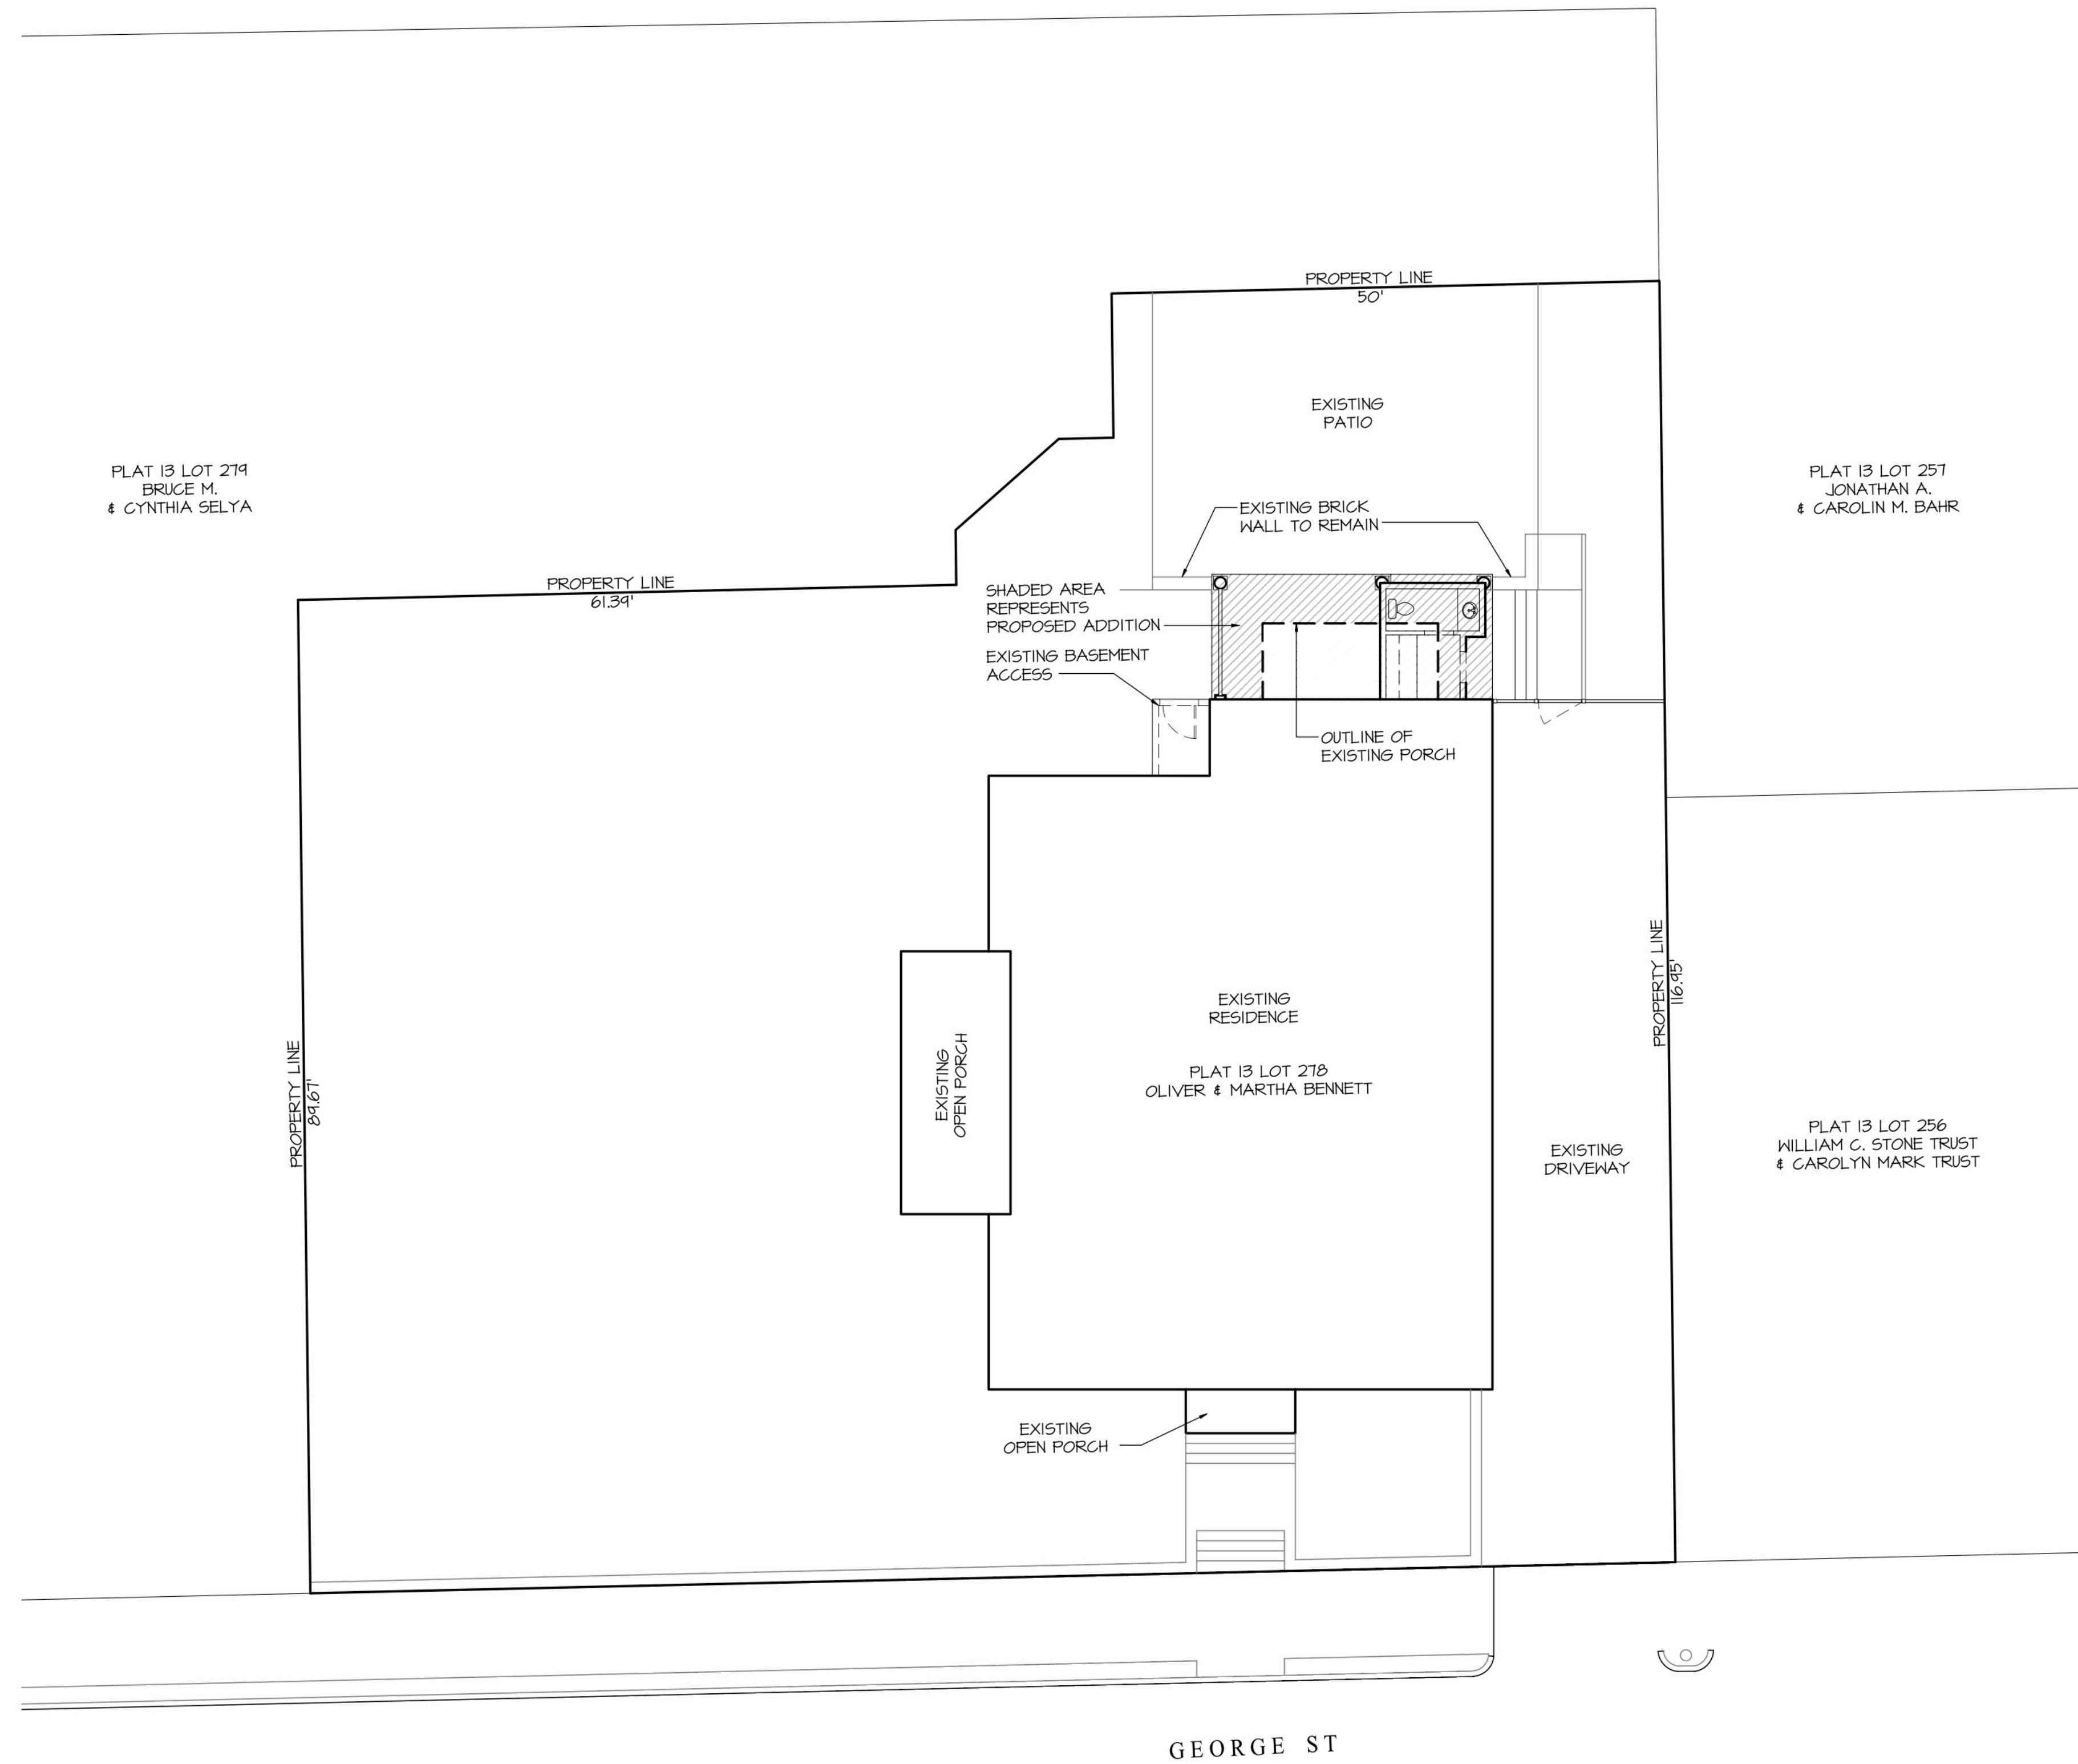 PROPERTY LINE
50'
EXISTING
PATIO
PLAT 13 LOT 279
BRUCE M.
& CYNTHIA SELYA
PLAT 13 LOT 257
JONATHAN A.
& CAROLIN M. BAHR
EXISTING BRICK
WALL TO REMAIN
PROPERTY LINE
61.39'
SHADED AREA
REPRESENTS
PROPOSED ADDITION
EXISTING BASEMENT
ACCESS
OUTLINE OF
EXISTING PORCH
EXISTING
RESIDENCE
PLAT 13 LOT 278
OLIVER & MARTHA BENNETT
EXISTING
OPEN PORCH
PROPERTY LINE
116.95'
PROPERTY LINE
89.67'
EXISTING
DRIVEWAY
PLAT 13 LOT 256
WILLIAM C. STONE TRUST
& CAROLYN MARK TRUST
EXISTING
OPEN PORCH
GEORGE ST